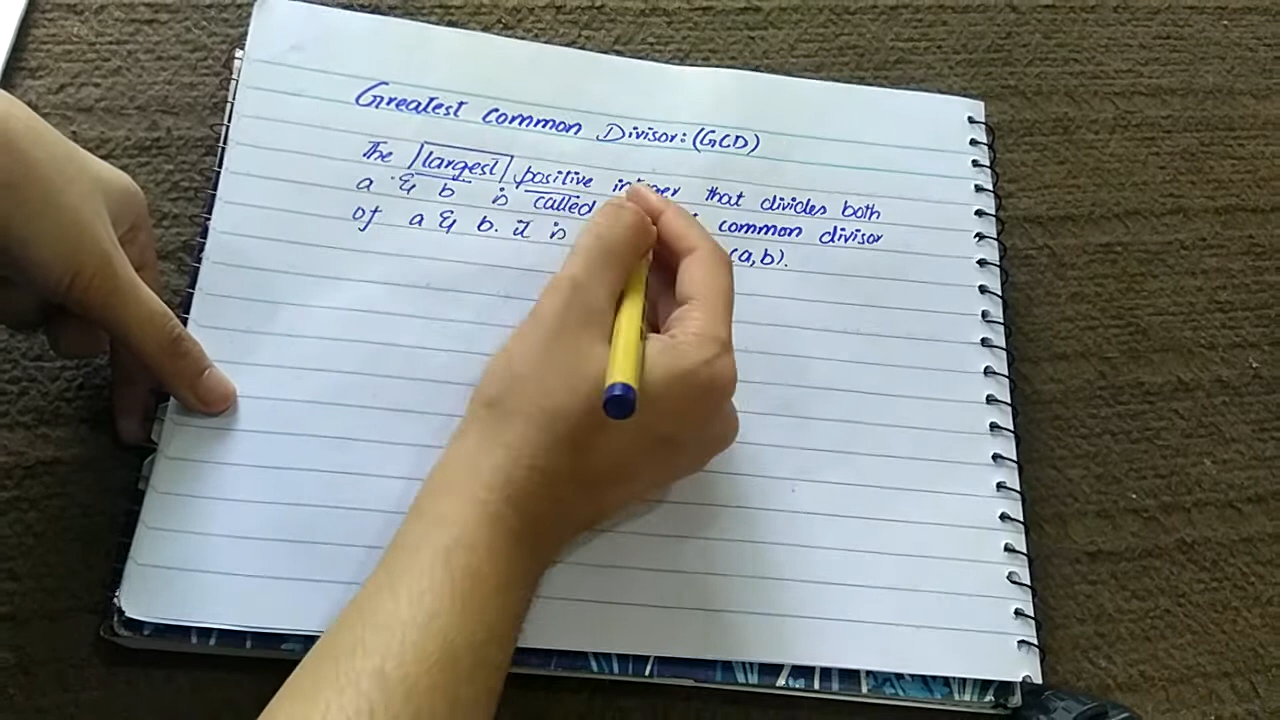 Greatest common Divisor: (GCD)
The largest positive integer that divides both
a & b is called common divisor
of a & b. it is (a,b).